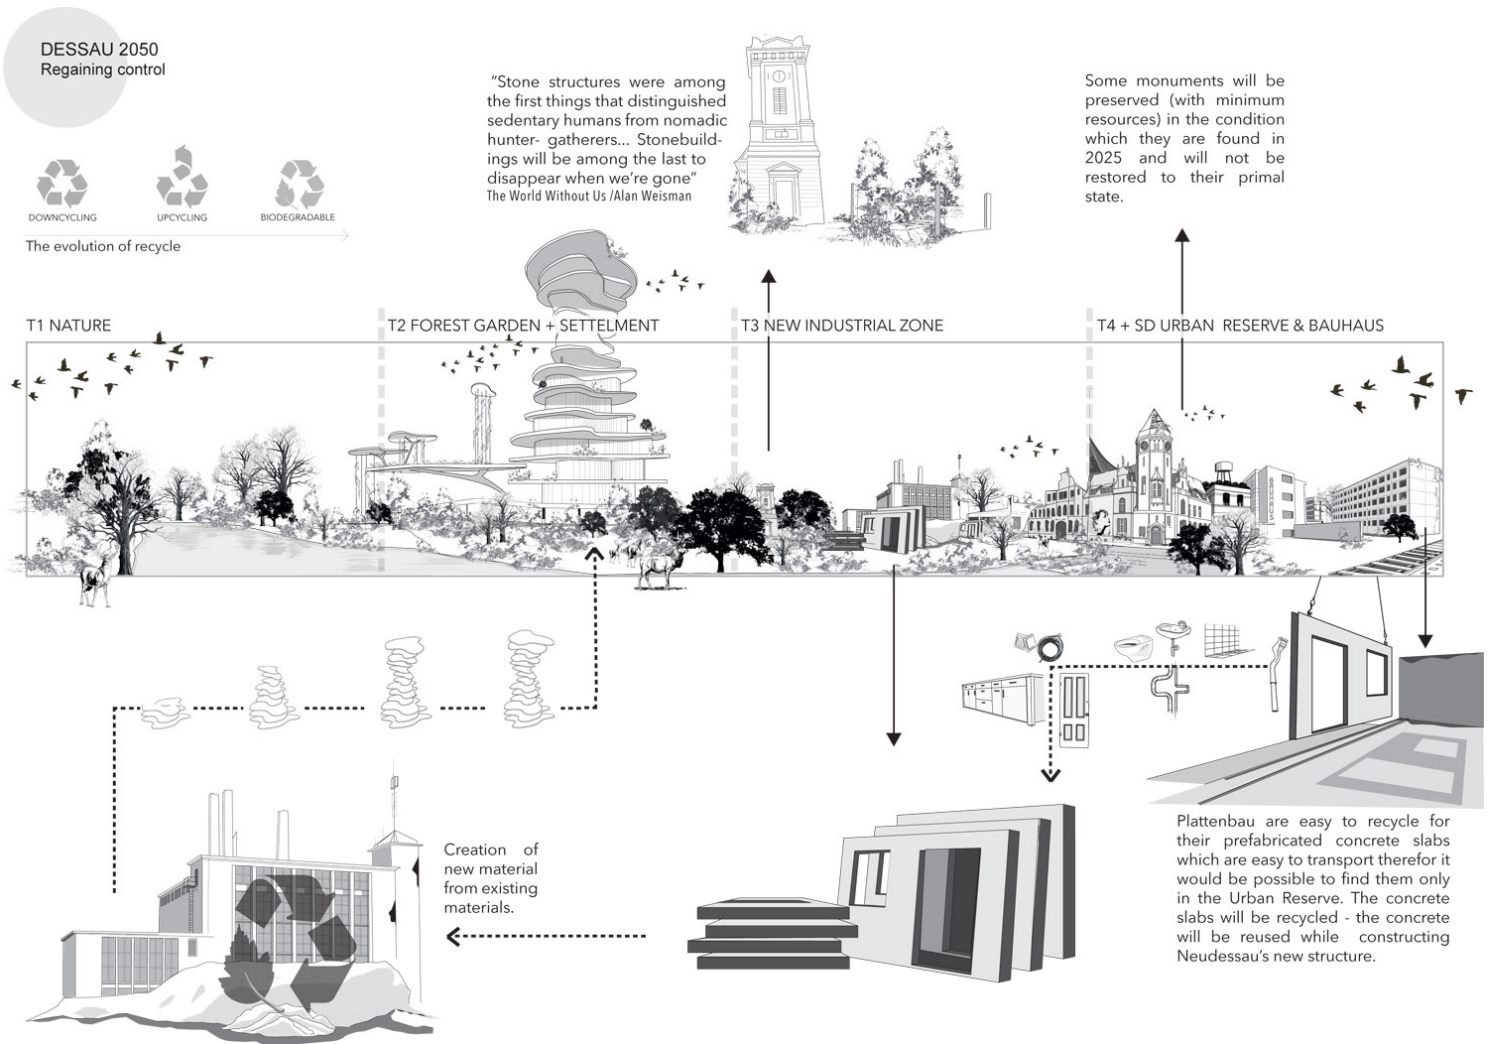 DESSAU 2050
Regaining control
DOWNCYCLING
UPCYCLING
BIODEGRADABLE
The evolution of recycle
"Stone structures were among
the first things that distinguished
sedentary humans from nomadic
hunter- gatherers... Stonebuild-
ings will be among the last to
disappear when we're gone"
The World Without Us /Alan Weisman
Some monuments will be
preserved (with minimum
resources) in the condition
which they are found in
2025 and will not be
restored to their primal
state.
T1 NATURE
T2 FOREST GARDEN + SETTELMENT
T3 NEW INDUSTRIAL ZONE
T4 + SD URBAN RESERVE & BAUHAUS
Creation of
new material
from existing
materials.
Plattenbau are easy to recycle for
their prefabricated concrete slabs
which are easy to transport therefor it
would be possible to find them only
in the Urban Reserve. The concrete
slabs will be recycled - the concrete
will be reused while constructing
Neudessau's new structure.